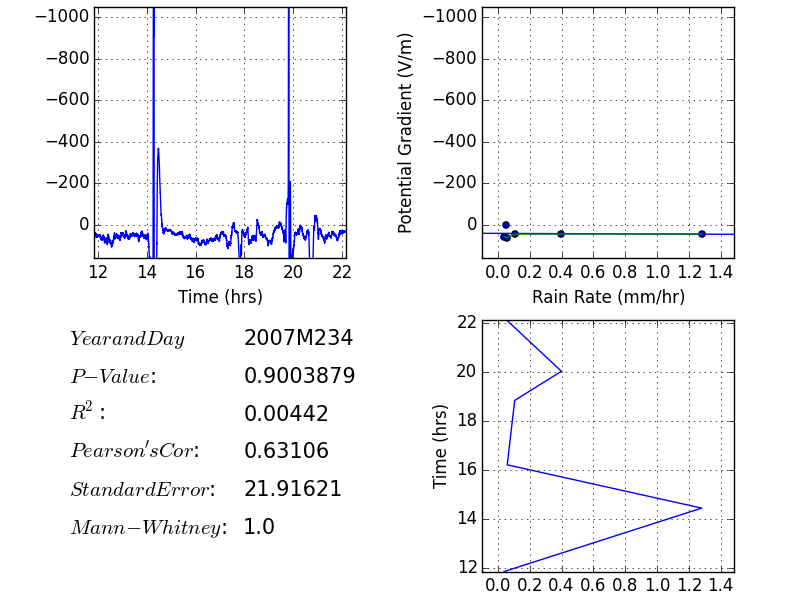 −1000
−800
−600
−400
−200
0
12 14 16 18 20 22
Time (hrs)
Potential Gradient (V/m)
−1000
−800
−600
−400
−200
0
0.0 0.2 0.4 0.6 0.8 1.0 1.2 1.4
Rain Rate (mm/hr)
YearandDay 2007M234
P−Value: 0.9003879
R²: 0.00442
Pearson'sCor: 0.63106
StandardError: 21.91621
Mann−Whitney: 1.0
Time (hrs)
22
20
18
16
14
12
0.0 0.2 0.4 0.6 0.8 1.0 1.2 1.4